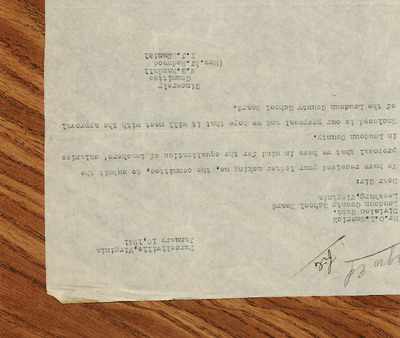 Purcellville, Virginia
January 10, 1941
Mr. O.L. Emerick
Division Supt.
Loudoun County School Board
Leesburg, Virginia
Dear Sir:
We have received your letter asking us, the committee, to submit the
proposal that we have in mind for the equalization of teachers, salaries
in Loudoun County.
Enclosed is our proposal and we hope that it will meet with the approval
of the Loudoun County School Board.
Sincerely
Committee
W.B. Randall
(Mrs.) Redwood